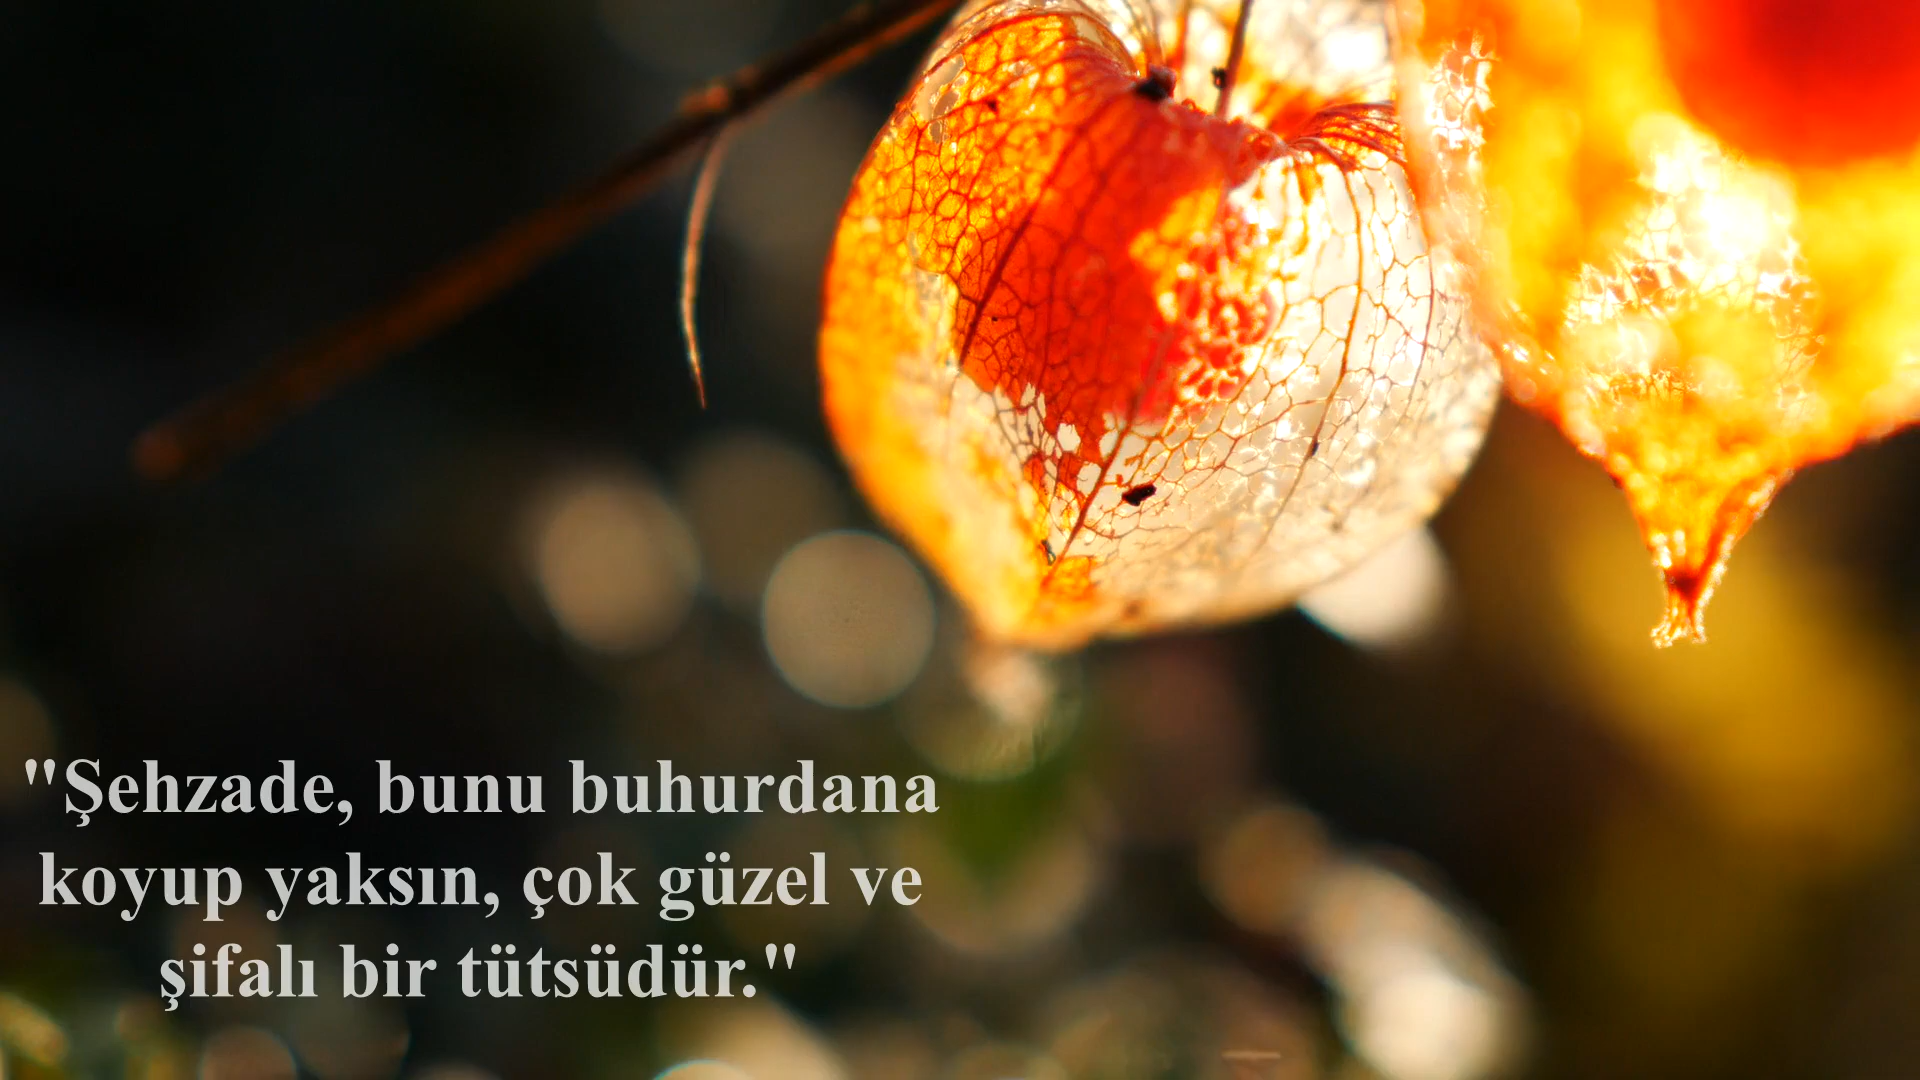 "Şehzade, bunu buhurdana
koyup yaksın, çok güzel ve
şifalı bir tütsüdür."